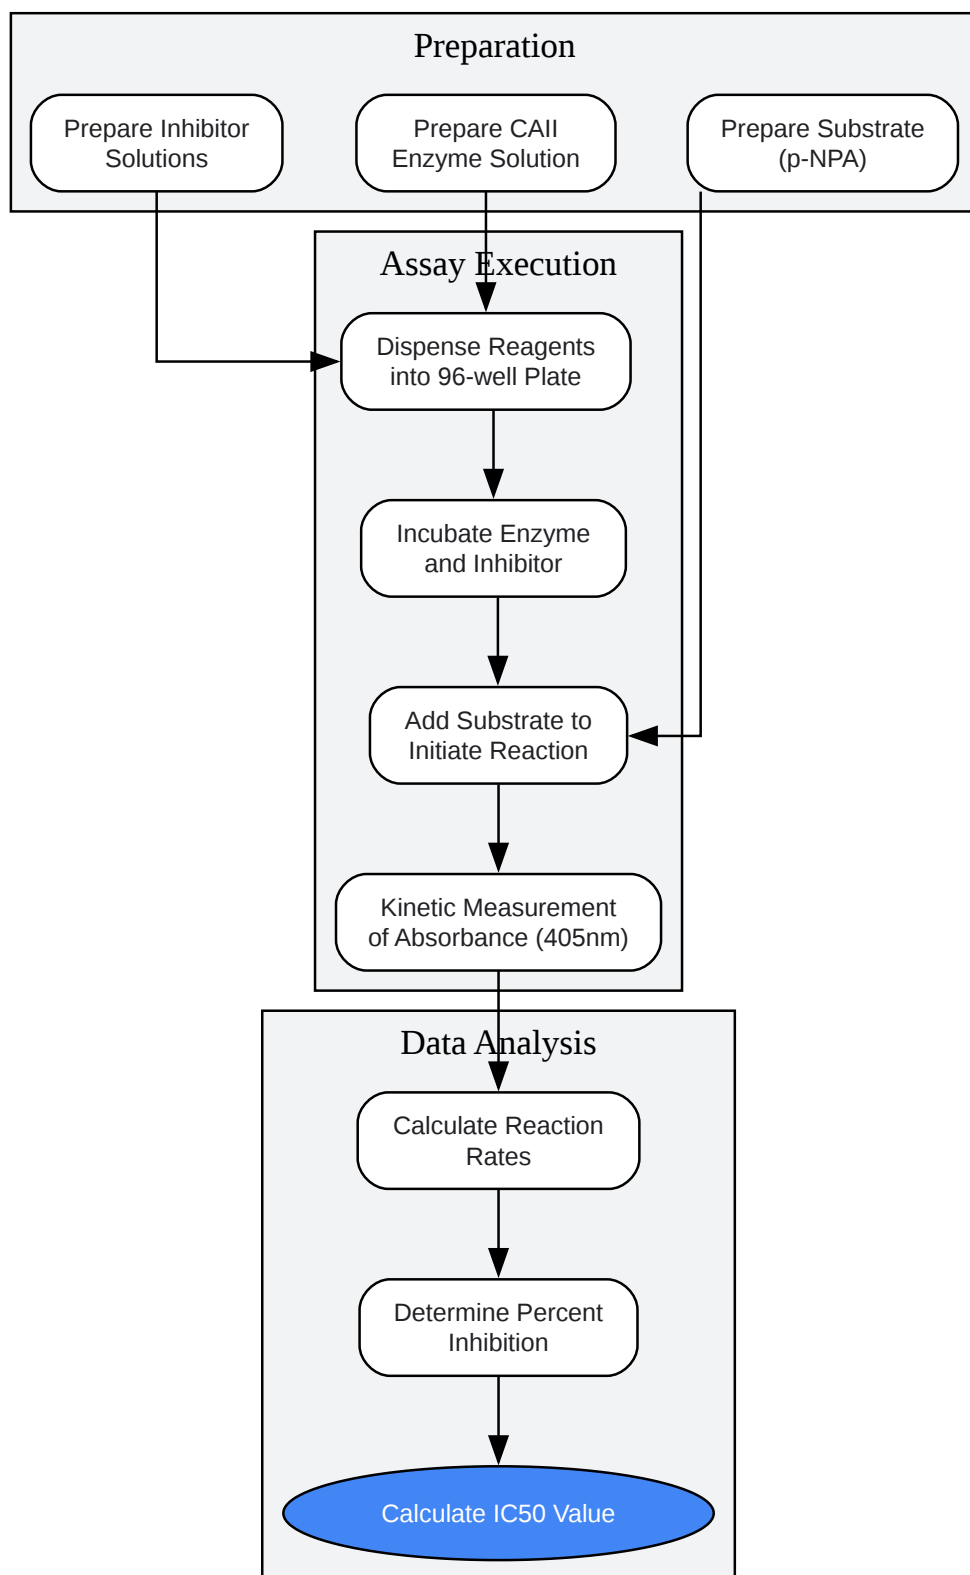 Preparation
Prepare Inhibitor
Solutions
Prepare CAII
Enzyme Solution
Prepare Substrate
(p-NPA)
Assay Execution
Dispense Reagents
into 96-well Plate
Incubate Enzyme
and Inhibitor
Add Substrate to
Initiate Reaction
Kinetic Measurement
of Absorbance (405nm)
Data Analysis
Calculate Reaction
Rates
Determine Percent
Inhibition
Calculate IC50 Value